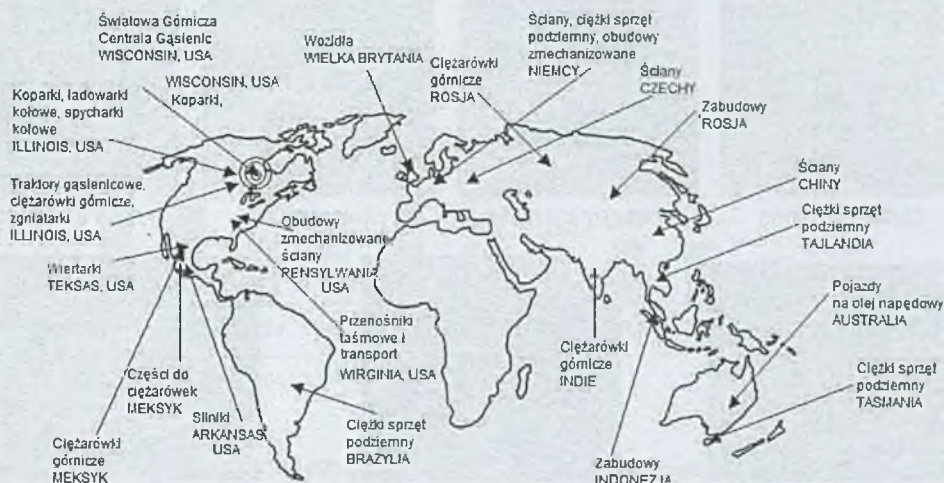 Światowa Górnicza
Centrala Gąsienic
WISCONSIN, USA
WISCONSIN, USA
Koparki,
Koparki, ładowarki
kołowe, spycharki
kołowe
ILLINOIS, USA
Traktory gąsienicowe,
ciężarówki górnicze,
zgniatarki
ILLINOIS, USA
Wiertarki
TEKSAS, USA
Części do
ciężarówek
MEKSYK
Ciężarówki
górnicze
MEKSYK
Silniki
ARKANSAS,
USA
Obudowy
zmechanizowane,
ściany
PENSYLWANIA,
USA
Przenośniki
taśmowe i
transport
WIRGINIA, USA
Ciężki sprzęt
podziemny
BRAZYLIA
Wozidła
WIELKA BRYTANIA
Ciężarówki
górnicze
ROSJA
Ściany, ciężki sprzęt
podziemny, obudowy
zmechanizowane
NIEMCY
Ściany
CZECHY
Zabudowy
ROSJA
Ściany
CHINY
Ciężki sprzęt
podziemny
TAJLANDIA
Pojazdy
na olej napędowy
AUSTRALIA
Ciężarówki
górnicze
INDIE
Ciężki sprzęt
podziemny
TASMANIA
Zabudowy
INDONEZJA